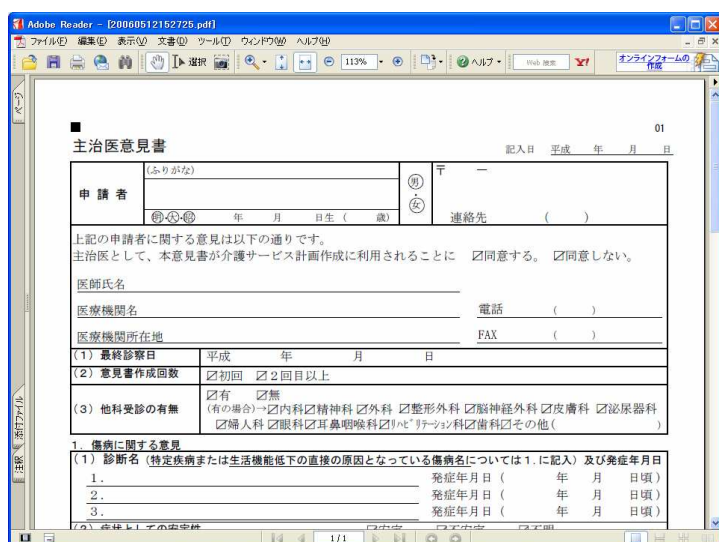 Adobe Reader - [20060512152725.pdf]
ファイル(F) 編集(E) 表示(V) 文書(D) ツール(T) ウィンドウ(W) ヘルプ(H)
選択 113% ヘルプ Web 検索 Y! オンラインフォームの作成
ページ
添付ファイル
注釈
01
主治医意見書 記入日 平成 年 月 日
(ふりがな) 男・女 〒 ー
申請者
明・大・昭 年 月 日生( 歳) 連絡先 ( )
上記の申請者に関する意見は以下の通りです。
主治医として、本意見書が介護サービス計画作成に利用されることに ☑同意する。 ☑同意しない。
医師氏名
医療機関名 電話 ( )
医療機関所在地 FAX ( )
(1) 最終診察日 平成 年 月 日
(2) 意見書作成回数 ☑初回 ☑2回目以上
(3) 他科受診の有無 ☑有 ☑無
(有の場合)→☑内科☑精神科☑外科 ☑整形外科☑脳神経外科☑皮膚科 ☑泌尿器科
☑婦人科☑眼科☑耳鼻咽喉科☑リハビリテーション科☑歯科☑その他( )
1. 傷病に関する意見
(1) 診断名 (特定疾病または生活機能低下の直接の原因となっている傷病名については1.に記入) 及び発症年月日
1. 発症年月日( 年 月 日頃)
2. 発症年月日( 年 月 日頃)
3. 発症年月日( 年 月 日頃)
(2) 症状としての安定性 ☑安定 ☑不安定 ☑不明
1/1